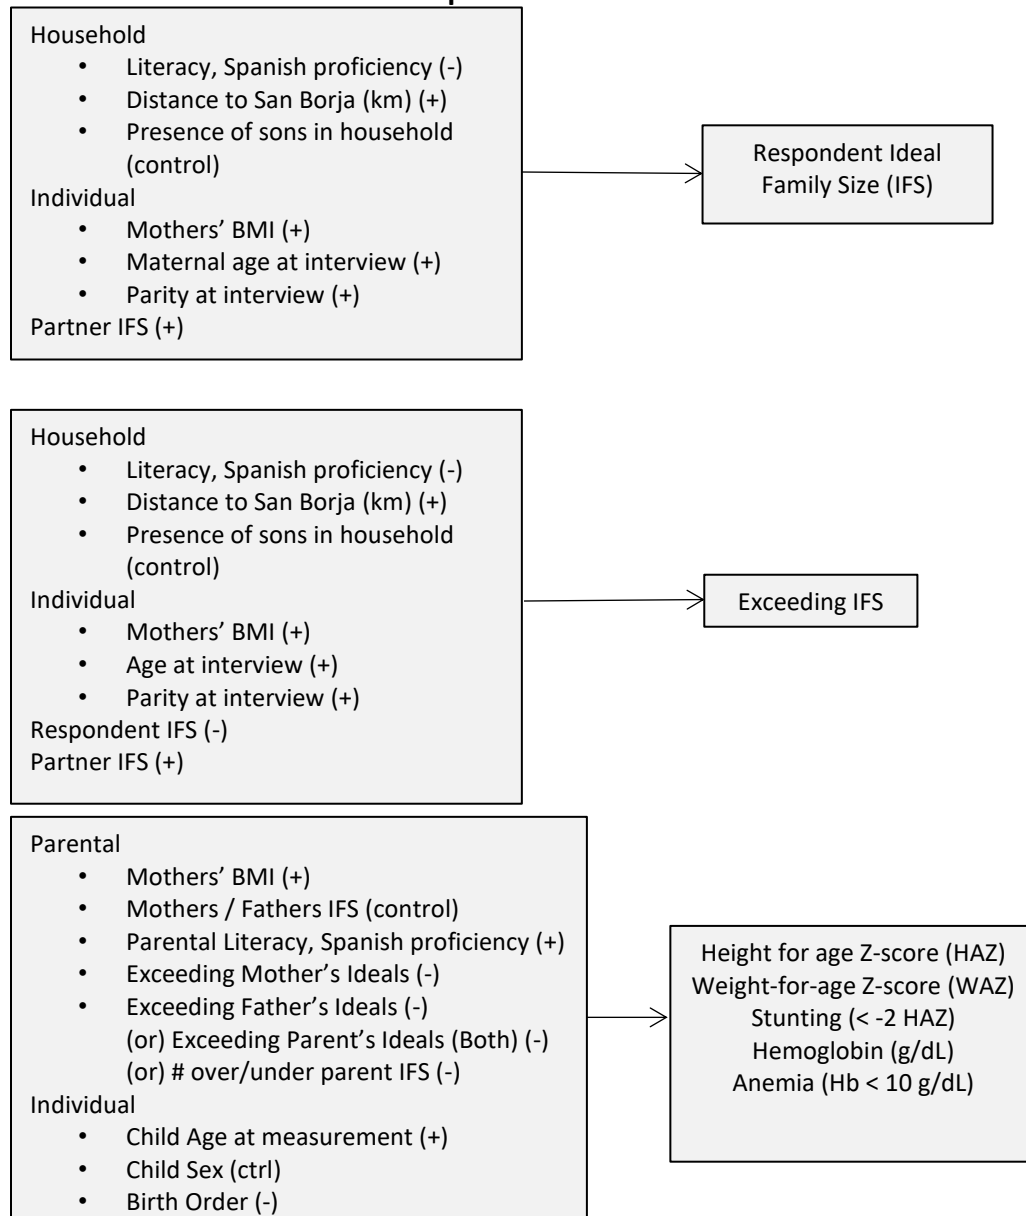 Household
• Literacy, Spanish proficiency (-)
• Distance to San Borja (km) (+)
• Presence of sons in household
(control)
Individual
• Mothers’ BMI (+)
• Maternal age at interview (+)
• Parity at interview (+)
Partner IFS (+)
Respondent Ideal
Family Size (IFS)
Household
• Literacy, Spanish proficiency (-)
• Distance to San Borja (km) (+)
• Presence of sons in household
(control)
Individual
• Mothers’ BMI (+)
• Age at interview (+)
• Parity at interview (+)
Respondent IFS (-)
Partner IFS (+)
Exceeding IFS
Parental
• Mothers’ BMI (+)
• Mothers / Fathers IFS (control)
• Parental Literacy, Spanish proficiency (+)
• Exceeding Mother’s Ideals (-)
• Exceeding Father’s Ideals (-)
(or) Exceeding Parent’s Ideals (Both) (-)
(or) # over/under parent IFS (-)
Individual
• Child Age at measurement (+)
• Child Sex (ctrl)
• Birth Order (-)
Height for age Z-score (HAZ)
Weight-for-age Z-score (WAZ)
Stunting (< -2 HAZ)
Hemoglobin (g/dL)
Anemia (Hb < 10 g/dL)